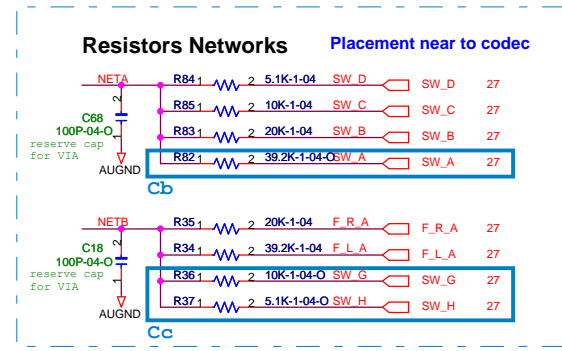 Resistors Networks Placement near to codec
NETA R84 1 2 5.1K-1-04 SW_D SW_D 27
2 R85 1 2 10K-1-04 SW_C SW_C 27
C68
100P-04-O R83 1 2 20K-1-04 SW_B SW_B 27
1
reserve cap
for VIA R82 1 2 39.2K-1-04-O SW_A SW_A 27
AUGND
Cb
NETB R35 1 2 20K-1-04 F_R_A F_R_A 27
2 R34 1 2 39.2K-1-04 F_L_A F_L_A 27
C18
100P-04-O
1
reserve cap R36 1 2 10K-1-04-O SW_G SW_G 27
for VIA
R37 1 2 5.1K-1-04-O SW_H SW_H 27
AUGND
Cc